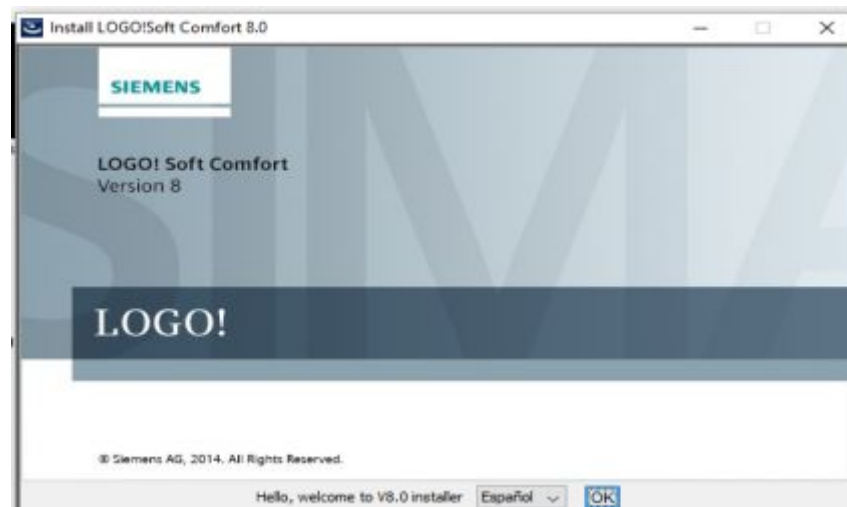 Install LOGO!Soft Comfort 8.0
SIEMENS
LOGO! Soft Comfort
Version 8
LOGO!
© Siemens AG, 2014. All Rights Reserved.
Hello, welcome to V8.0 installer Español OK